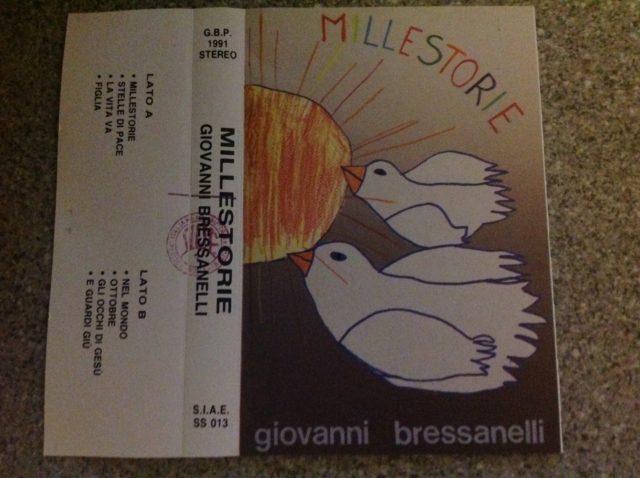 LATO A
• MILLESTORIE
• STELLE DI PACE
• LA VITA VA
• FIGLIA
LATO B
• NEL MONDO
• OTTOBRE
• GLI OCCHI DI GESÙ
• E GUARDI GIÙ
G.B.P.
1991
STEREO
MILLESTORIE
GIOVANNI BRESSANELLI
S.I.A.E.
SS 013
MILLESTORIE
giovanni bressanelli